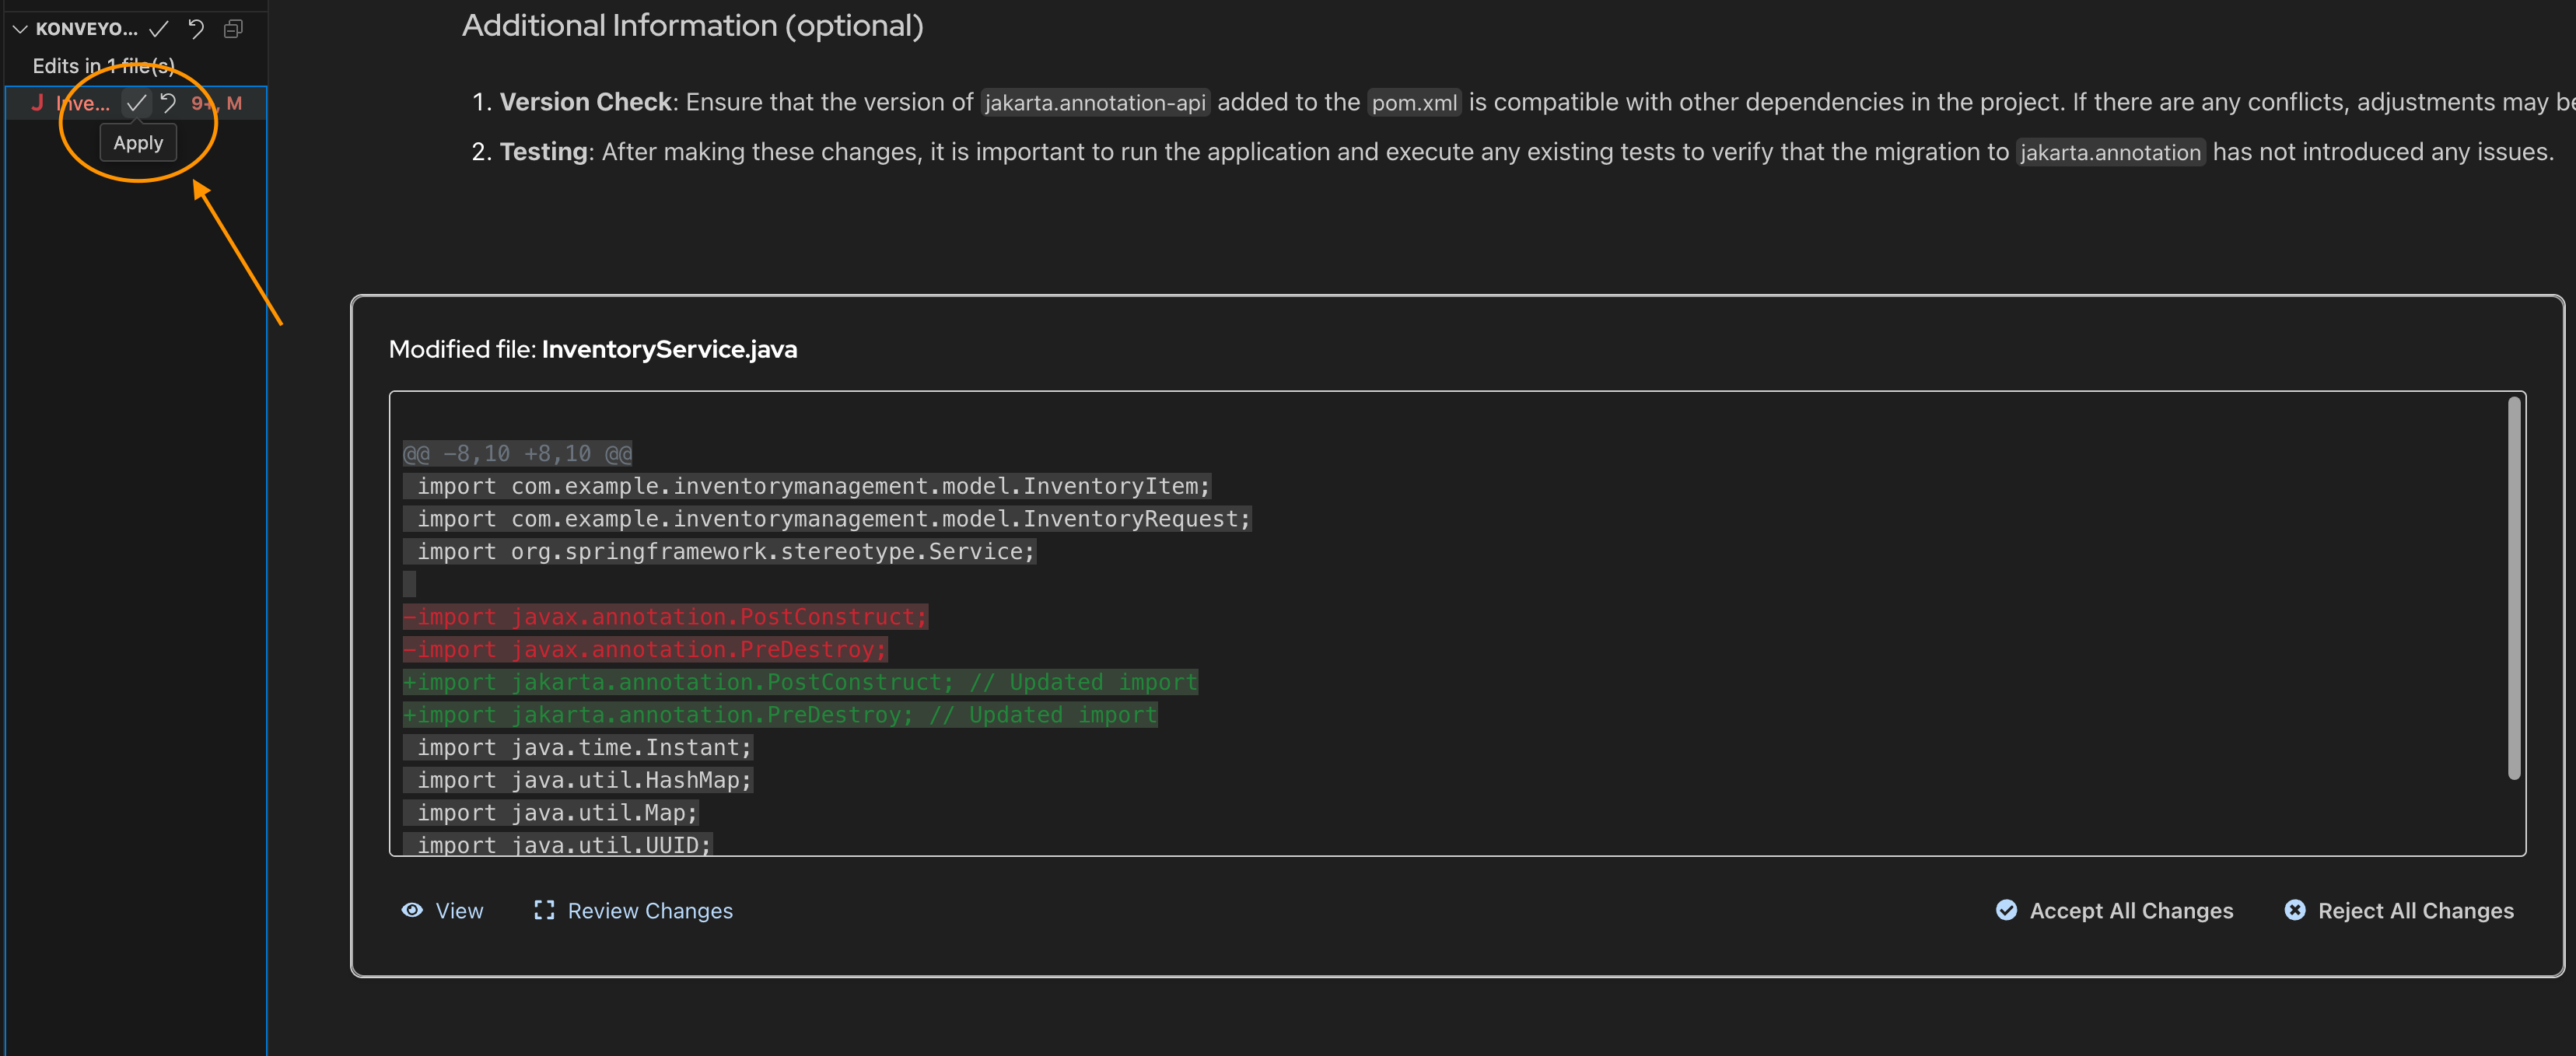 KONVEYO...
Edits in 1 file(s)
J Inve... 9+, M
Apply
Additional Information (optional)
1. Version Check: Ensure that the version of jakarta.annotation-api added to the pom.xml is compatible with other dependencies in the project. If there are any conflicts, adjustments may
2. Testing: After making these changes, it is important to run the application and execute any existing tests to verify that the migration to jakarta.annotation has not introduced any issues.
Modified file: InventoryService.java
@@ -8,10 +8,10 @@
import com.example.inventorymanagement.model.InventoryItem;
import com.example.inventorymanagement.model.InventoryRequest;
import org.springframework.stereotype.Service;
-import javax.annotation.PostConstruct;
-import javax.annotation.PreDestroy;
+import jakarta.annotation.PostConstruct; // Updated import
+import jakarta.annotation.PreDestroy; // Updated import
import java.time.Instant;
import java.util.HashMap;
import java.util.Map;
import java.util.UUID;
View Review Changes Accept All Changes Reject All Changes